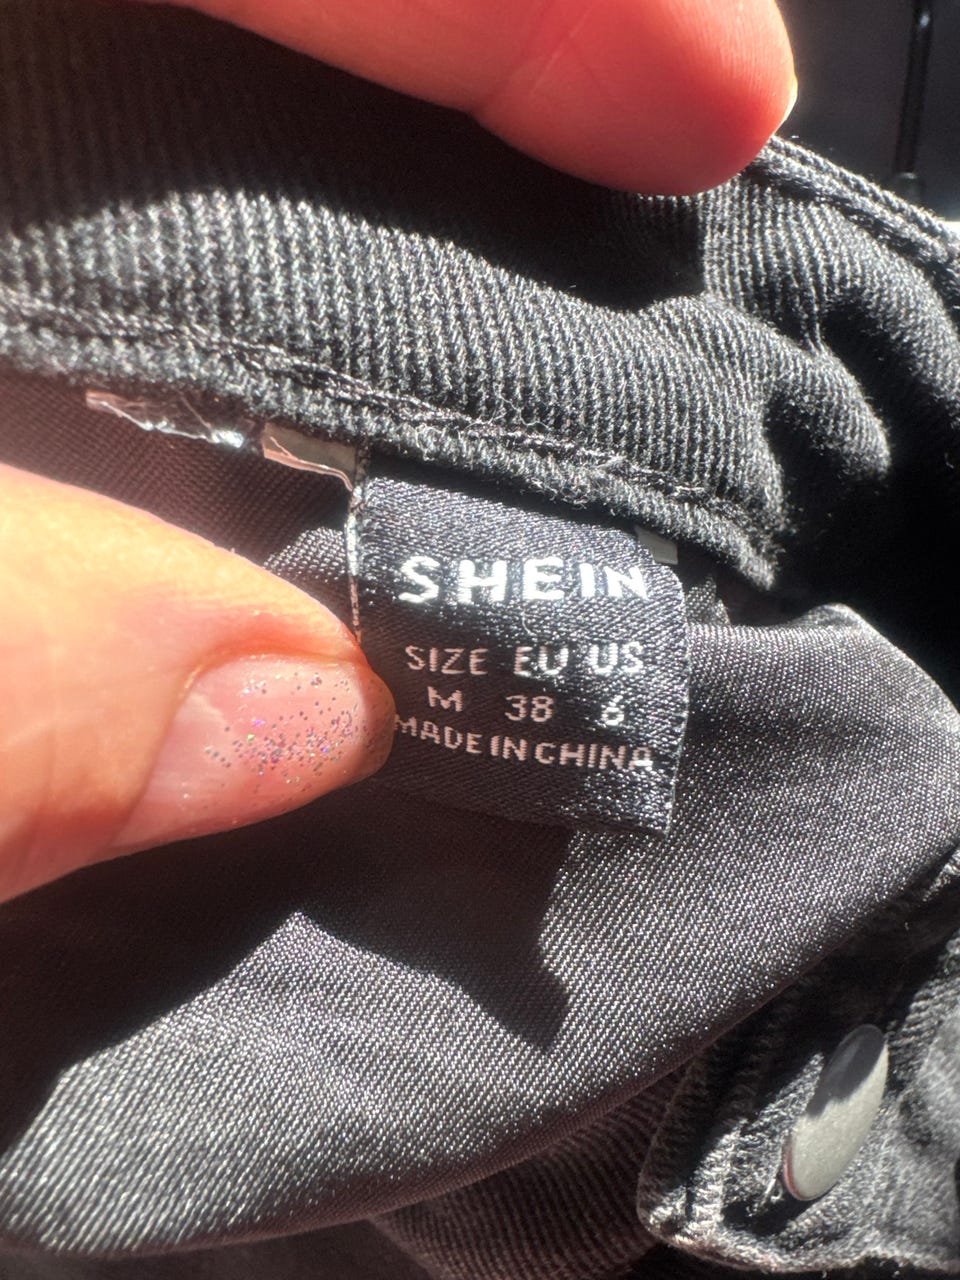 SHEIN
SIZE EU US
M 38 6
MADE IN CHINA